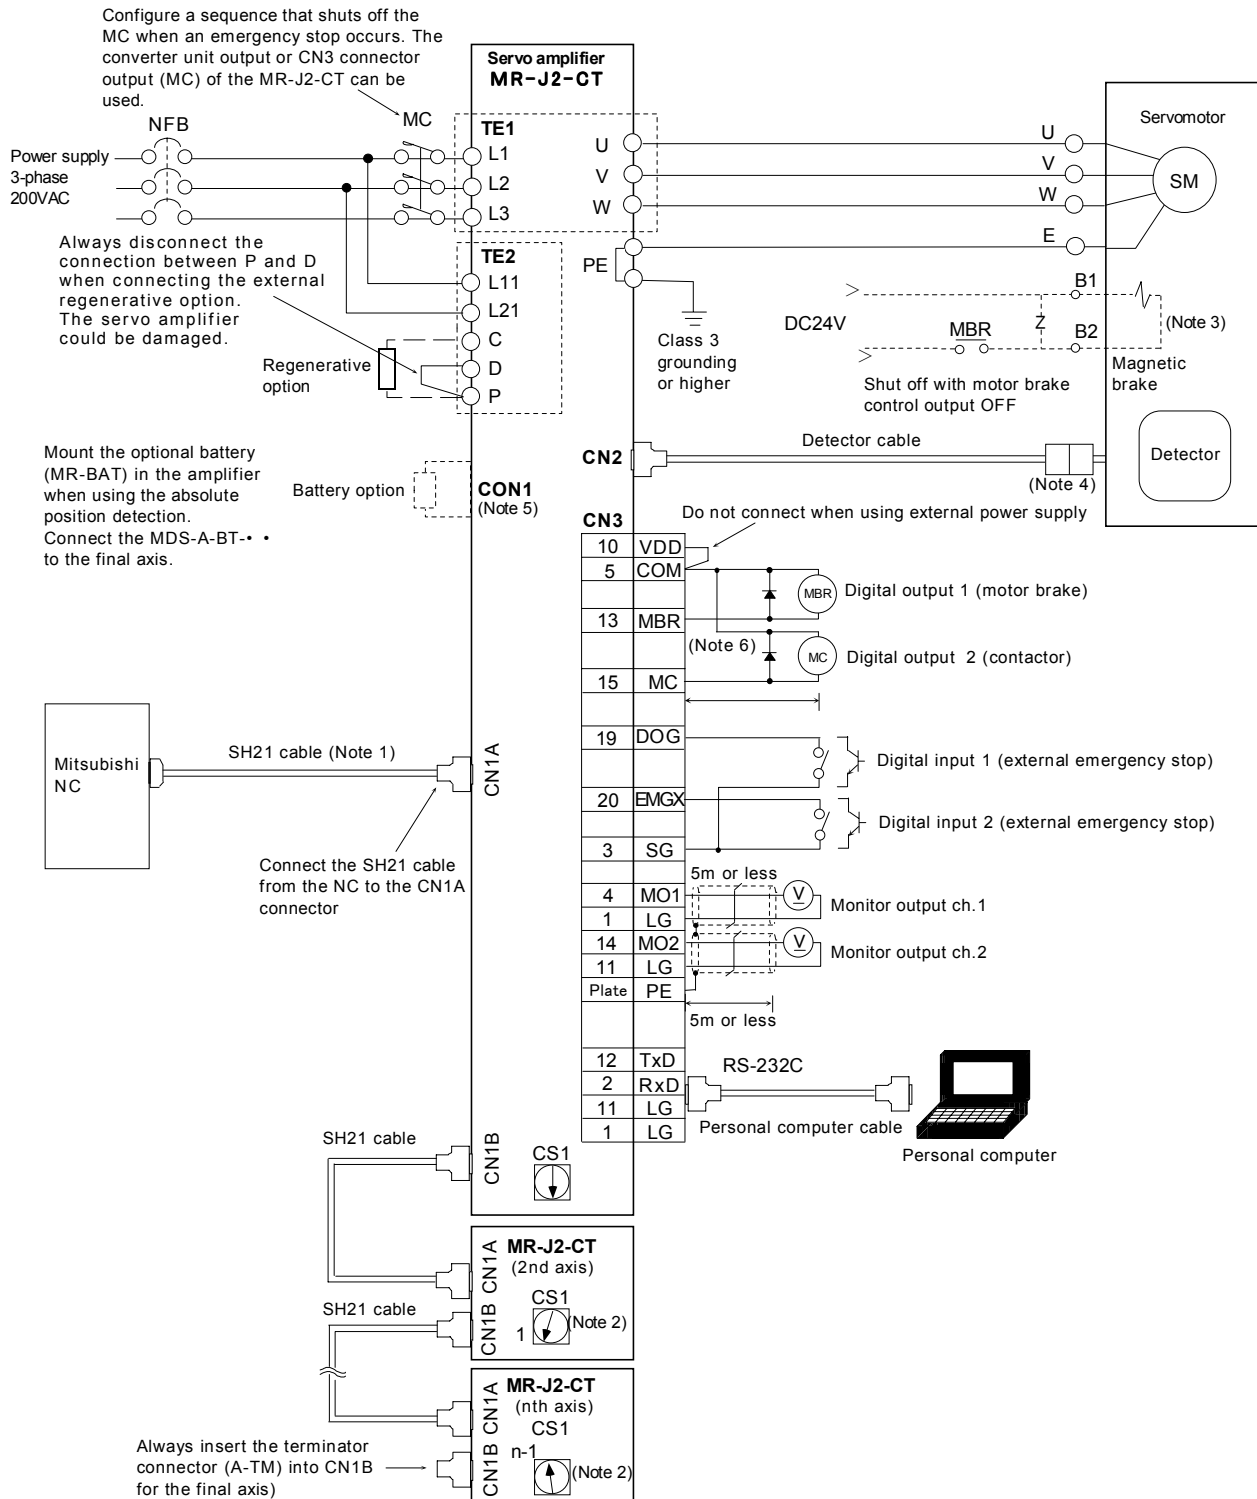 Configure a sequence that shuts off the
MC when an emergency stop occurs. The
converter unit output or CN3 connector
output (MC) of the MR-J2-CT can be
used.
Servo amplifier
MR-J2-CT
NFB
MC
TE1
Power supply
3-phase
200VAC
L1
L2
L3
U
V
W
U
V
W
E
Servomotor
SM
Always disconnect the
connection between P and D
when connecting the external
regenerative option.
The servo amplifier
could be damaged.
TE2
L11
L21
C
D
P
PE
Class 3
grounding
or higher
Regenerative
option
DC24V
MBR
B1
Z
B2
(Note 3)
Magnetic
brake
Shut off with motor brake
control output OFF
Mount the optional battery
(MR-BAT) in the amplifier
when using the absolute
position detection.
Connect the MDS-A-BT-• •
to the final axis.
Battery option
CON1
(Note 5)
CN2
Detector cable
(Note 4)
Detector
CN3
Do not connect when using external power supply
10 VDD
5 COM
MBR
Digital output 1 (motor brake)
13 MBR
(Note 6)
MC
Digital output 2 (contactor)
15 MC
19 DOG
Digital input 1 (external emergency stop)
20 EMGX
Digital input 2 (external emergency stop)
3 SG
5m or less
4 MO1
V
Monitor output ch.1
1 LG
14 MO2
V
Monitor output ch.2
11 LG
Plate PE
5m or less
12 TxD
2 RxD
11 LG
1 LG
RS-232C
Personal computer cable
Personal computer
Mitsubishi
NC
SH21 cable (Note 1)
CN1A
Connect the SH21 cable
from the NC to the CN1A
connector
SH21 cable
CN1B
CS1
CN1A
MR-J2-CT
(2nd axis)
CS1
SH21 cable
CN1B
1
(Note 2)
CN1A
MR-J2-CT
(nth axis)
CS1
n-1
CN1B
(Note 2)
Always insert the terminator
connector (A-TM) into CN1B
for the final axis)